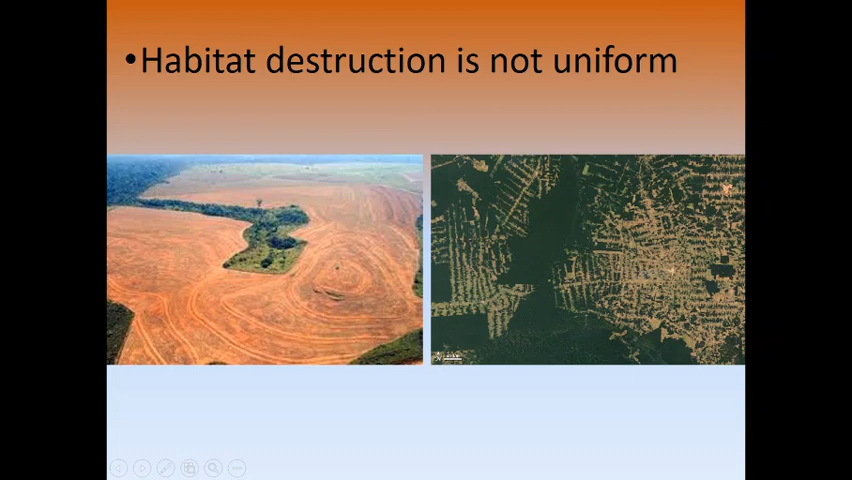 •Habitat destruction is not uniform